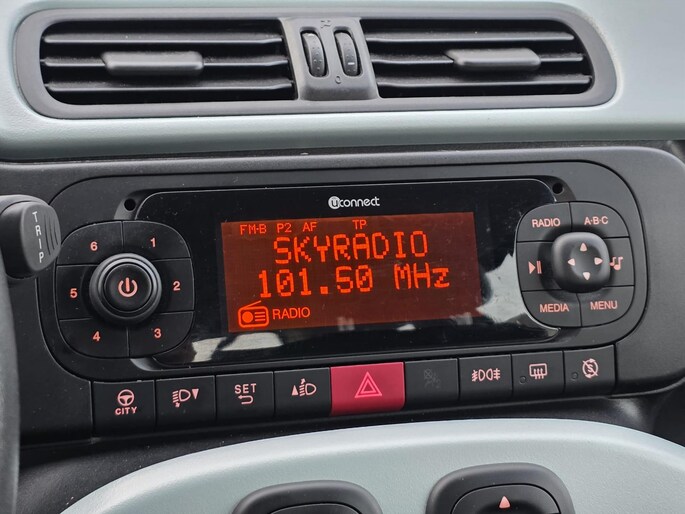 0
Uconnect
FM-B P2 AF TP
SKYRADIO
101.50 MHz
RADIO
TRIP
6 1
5 2
4 3
RADIO A·B·C
MEDIA MENU
CITY
SET